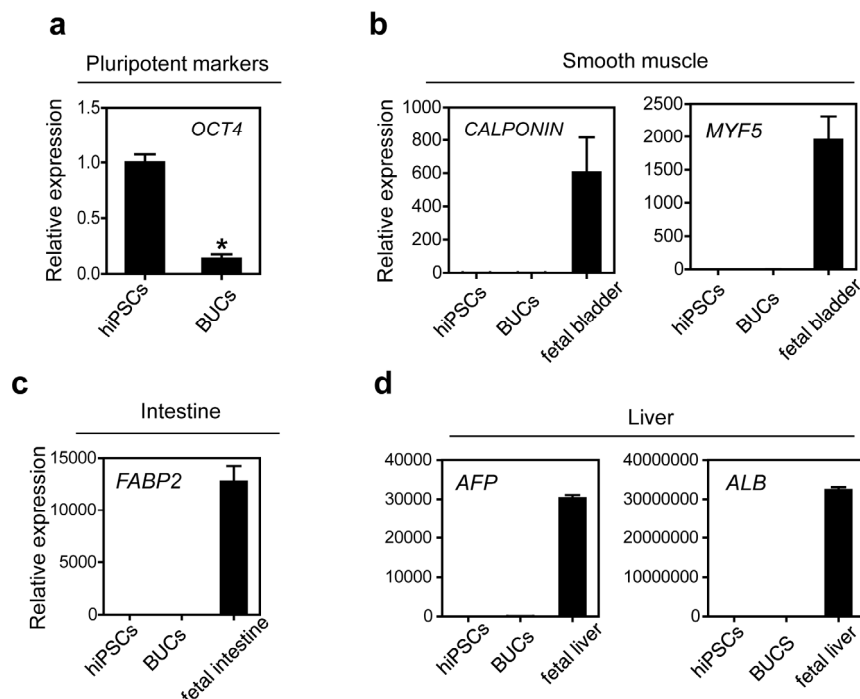 a
Pluripotent markers
Relative expression
1.5
1.0
0.5
0.0
OCT4
*
hiPSCs
BUCs
b
Smooth muscle
Relative expression
1000
800
600
400
200
0
CALPONIN
hiPSCs
BUCs
fetal bladder
2500
2000
1500
1000
500
0
MYF5
hiPSCs
BUCs
fetal bladder
c
Intestine
Relative expression
15000
10000
5000
0
FABP2
hiPSCs
BUCs
fetal intestine
d
Liver
40000
30000
20000
10000
0
AFP
hiPSCs
BUCs
fetal liver
40000000
30000000
20000000
10000000
0
ALB
hiPSCs
BUCS
fetal liver